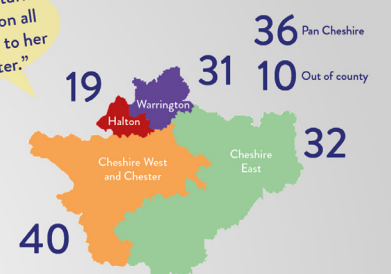 on all
to her
ter.”
36 Pan Cheshire
31
10 Out of county
19
Warrington
Halton
32
Cheshire West
and Chester
Cheshire
East
40